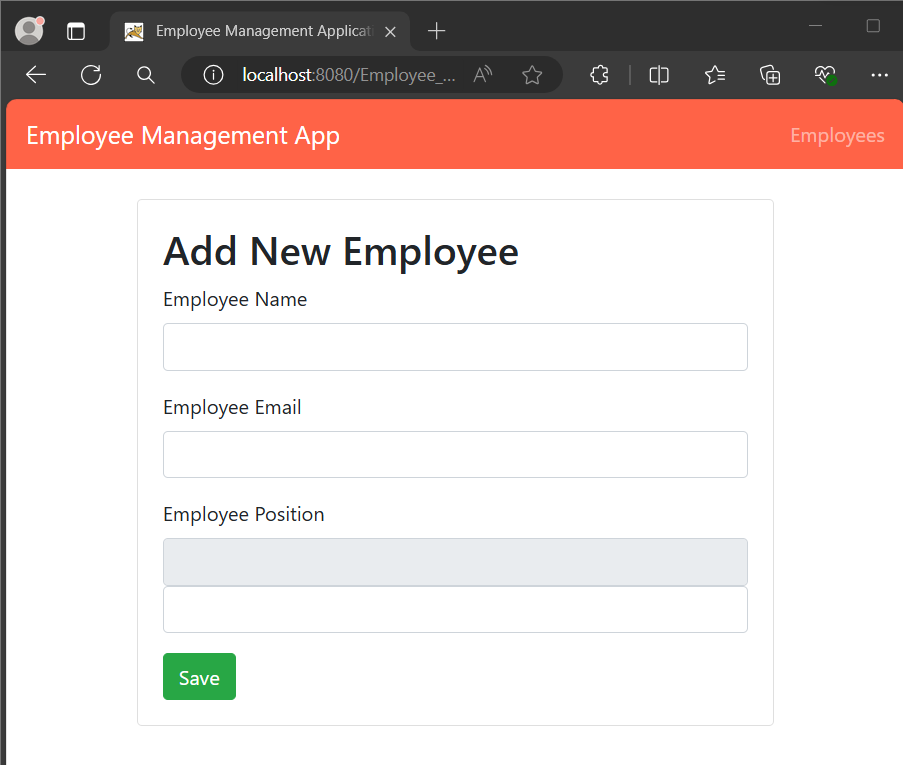 Employee Management Applicati
localhost:8080/Employee_...
Employee Management App
Employees
Add New Employee
Employee Name
Employee Email
Employee Position
Save